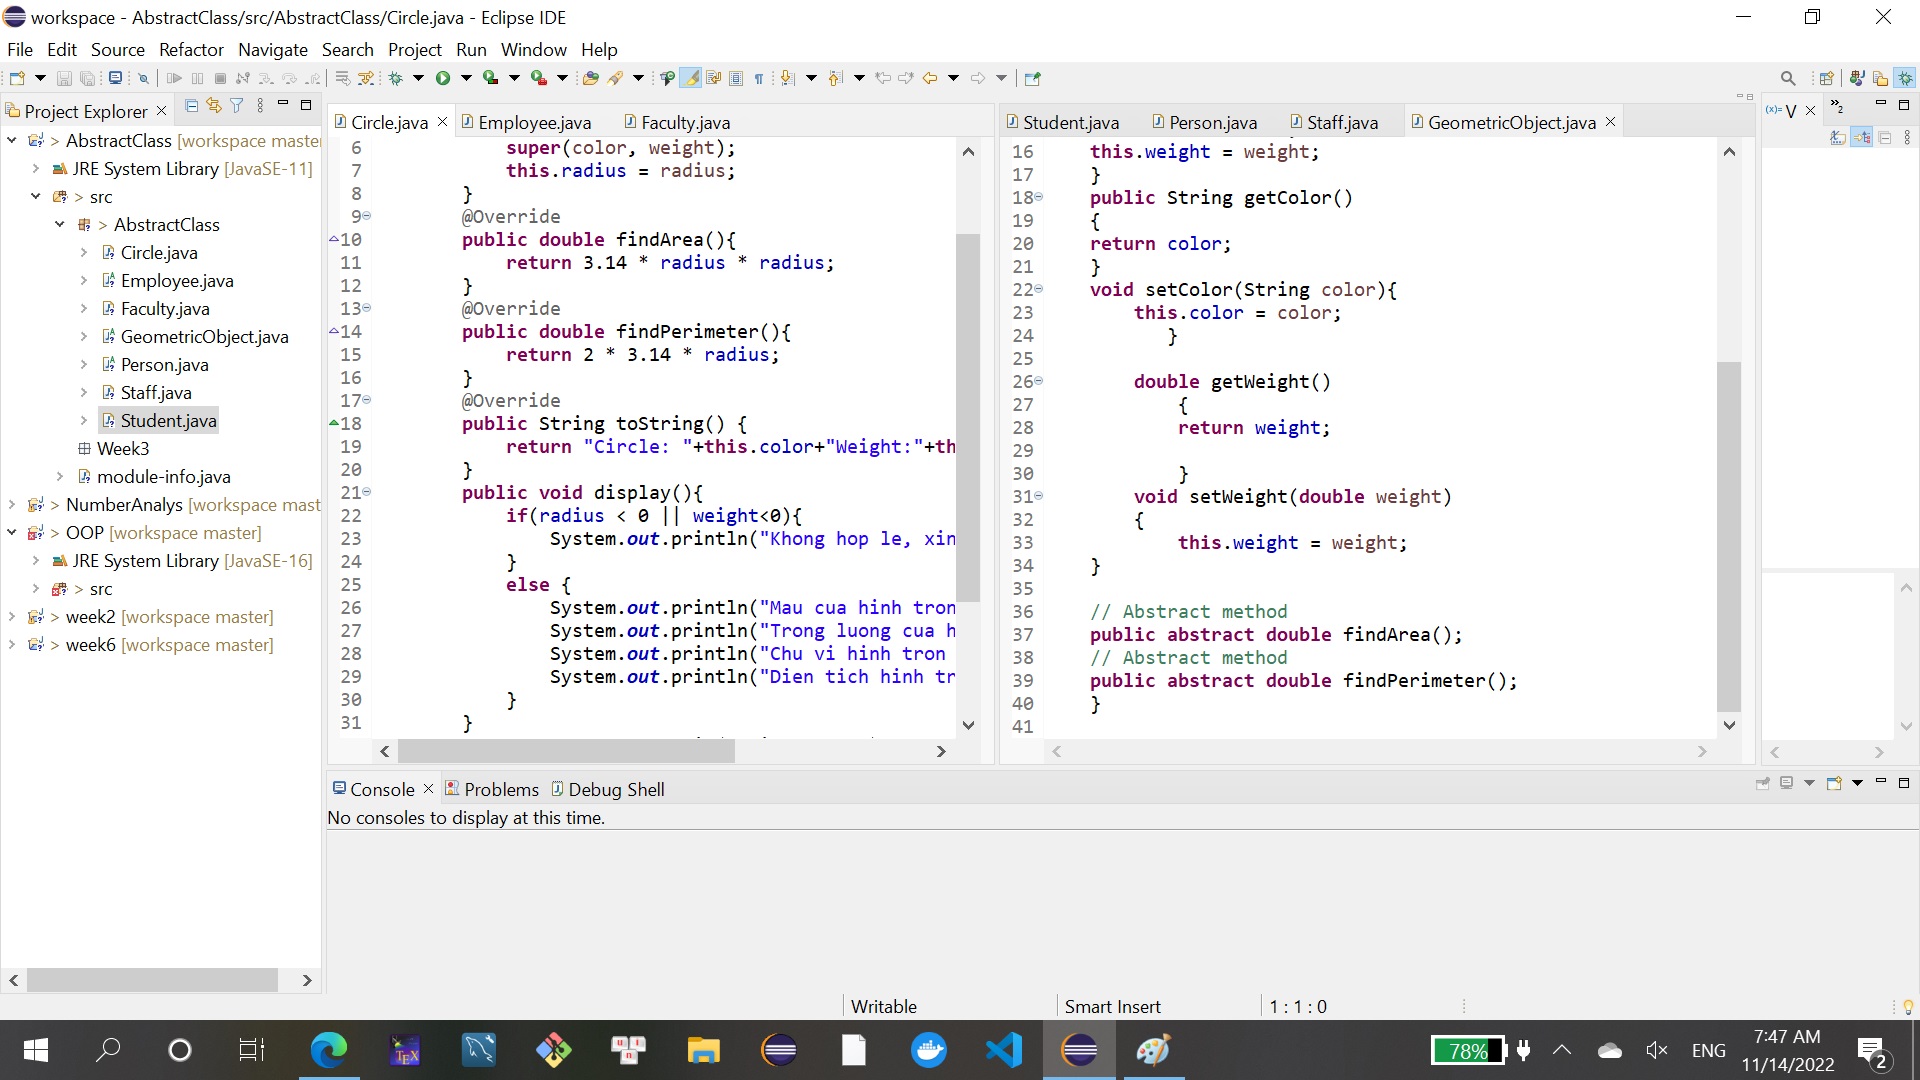 workspace - AbstractClass/src/AbstractClass/Circle.java - Eclipse IDE
File Edit Source Refactor Navigate Search Project Run Window Help
Project Explorer
> AbstractClass [workspace maste
JRE System Library [JavaSE-11]
> src
> AbstractClass
Circle.java
Employee.java
Faculty.java
GeometricObject.java
Person.java
Staff.java
Student.java
Week3
module-info.java
> NumberAnalys [workspace mast
> OOP [workspace master]
JRE System Library [JavaSE-16]
> src
> week2 [workspace master]
> week6 [workspace master]
Circle.java Employee.java Faculty.java
6 super(color, weight);
7 this.radius = radius;
8 }
9 @Override
10 public double findArea(){
11 return 3.14 * radius * radius;
12 }
13 @Override
14 public double findPerimeter(){
15 return 2 * 3.14 * radius;
16 }
17 @Override
18 public String toString() {
19 return "Circle: "+this.color+"Weight:"+th
20 }
21 public void display(){
22 if(radius < 0 || weight<0){
23 System.out.println("Khong hop le, xin
24 }
25 else {
26 System.out.println("Mau cua hinh tron
27 System.out.println("Trong luong cua h
28 System.out.println("Chu vi hinh tron
29 System.out.println("Dien tich hinh tr
30 }
31 }
Student.java Person.java Staff.java GeometricObject.java
16 this.weight = weight;
17 }
18 public String getColor()
19 {
20 return color;
21 }
22 void setColor(String color){
23 this.color = color;
24 }
25
26 double getWeight()
27 {
28 return weight;
29
30 }
31 void setWeight(double weight)
32 {
33 this.weight = weight;
34 }
35
36 // Abstract method
37 public abstract double findArea();
38 // Abstract method
39 public abstract double findPerimeter();
40 }
41
(x)= V »2
Console Problems Debug Shell
No consoles to display at this time.
Writable Smart Insert 1 : 1 : 0
TEX
u i n
78%
ENG
7:47 AM
11/14/2022
2